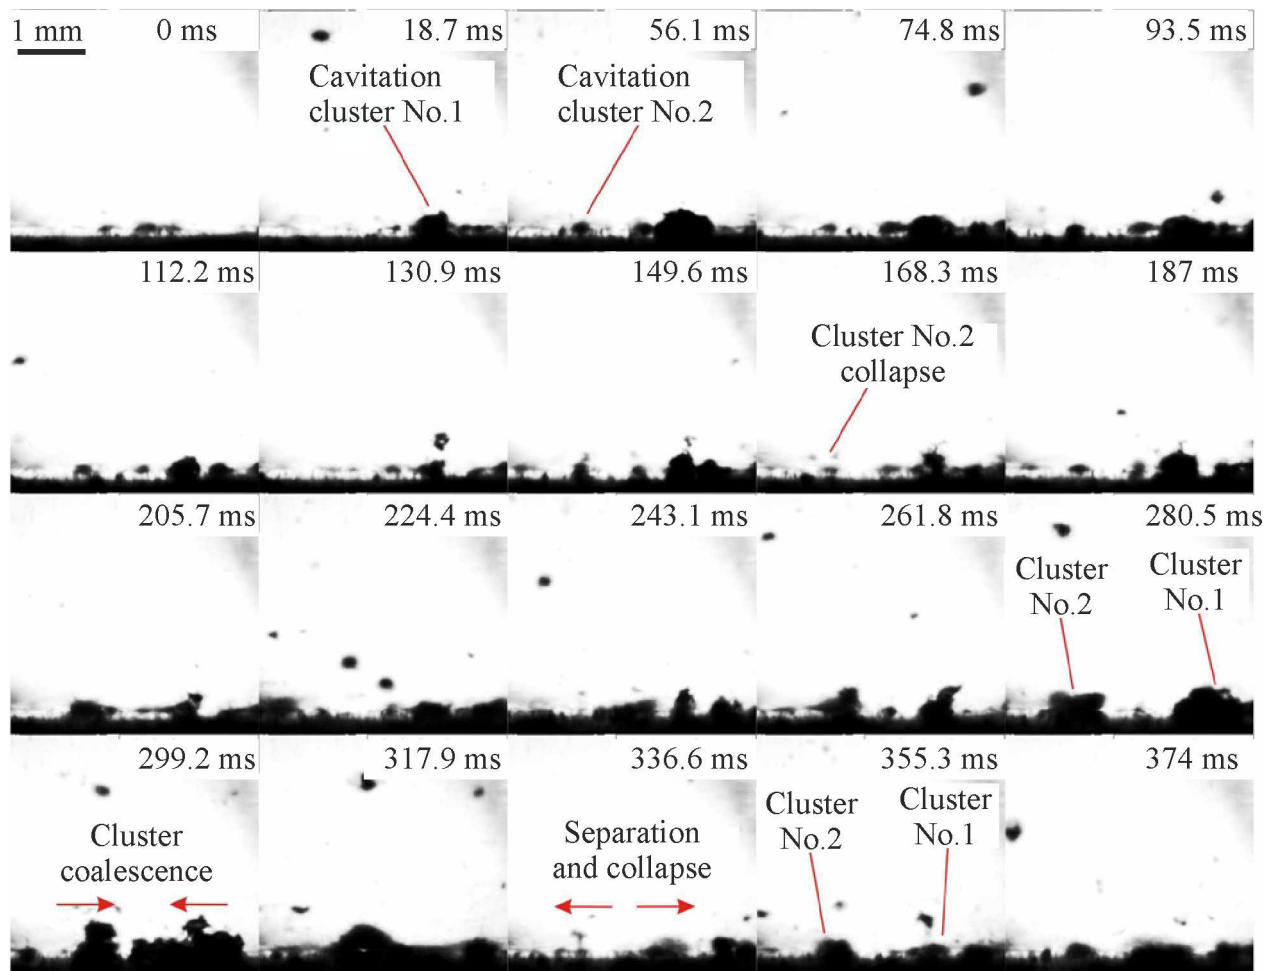 1 mm
0 ms
18.7 ms
56.1 ms
74.8 ms
93.5 ms
Cavitation
cluster No.1
Cavitation
cluster No.2
112.2 ms
130.9 ms
149.6 ms
168.3 ms
187 ms
Cluster No.2
collapse
205.7 ms
224.4 ms
243.1 ms
261.8 ms
280.5 ms
Cluster
No.2
Cluster
No.1
299.2 ms
317.9 ms
336.6 ms
355.3 ms
374 ms
Cluster
coalescence
Separation
and collapse
Cluster
No.2
Cluster
No.1